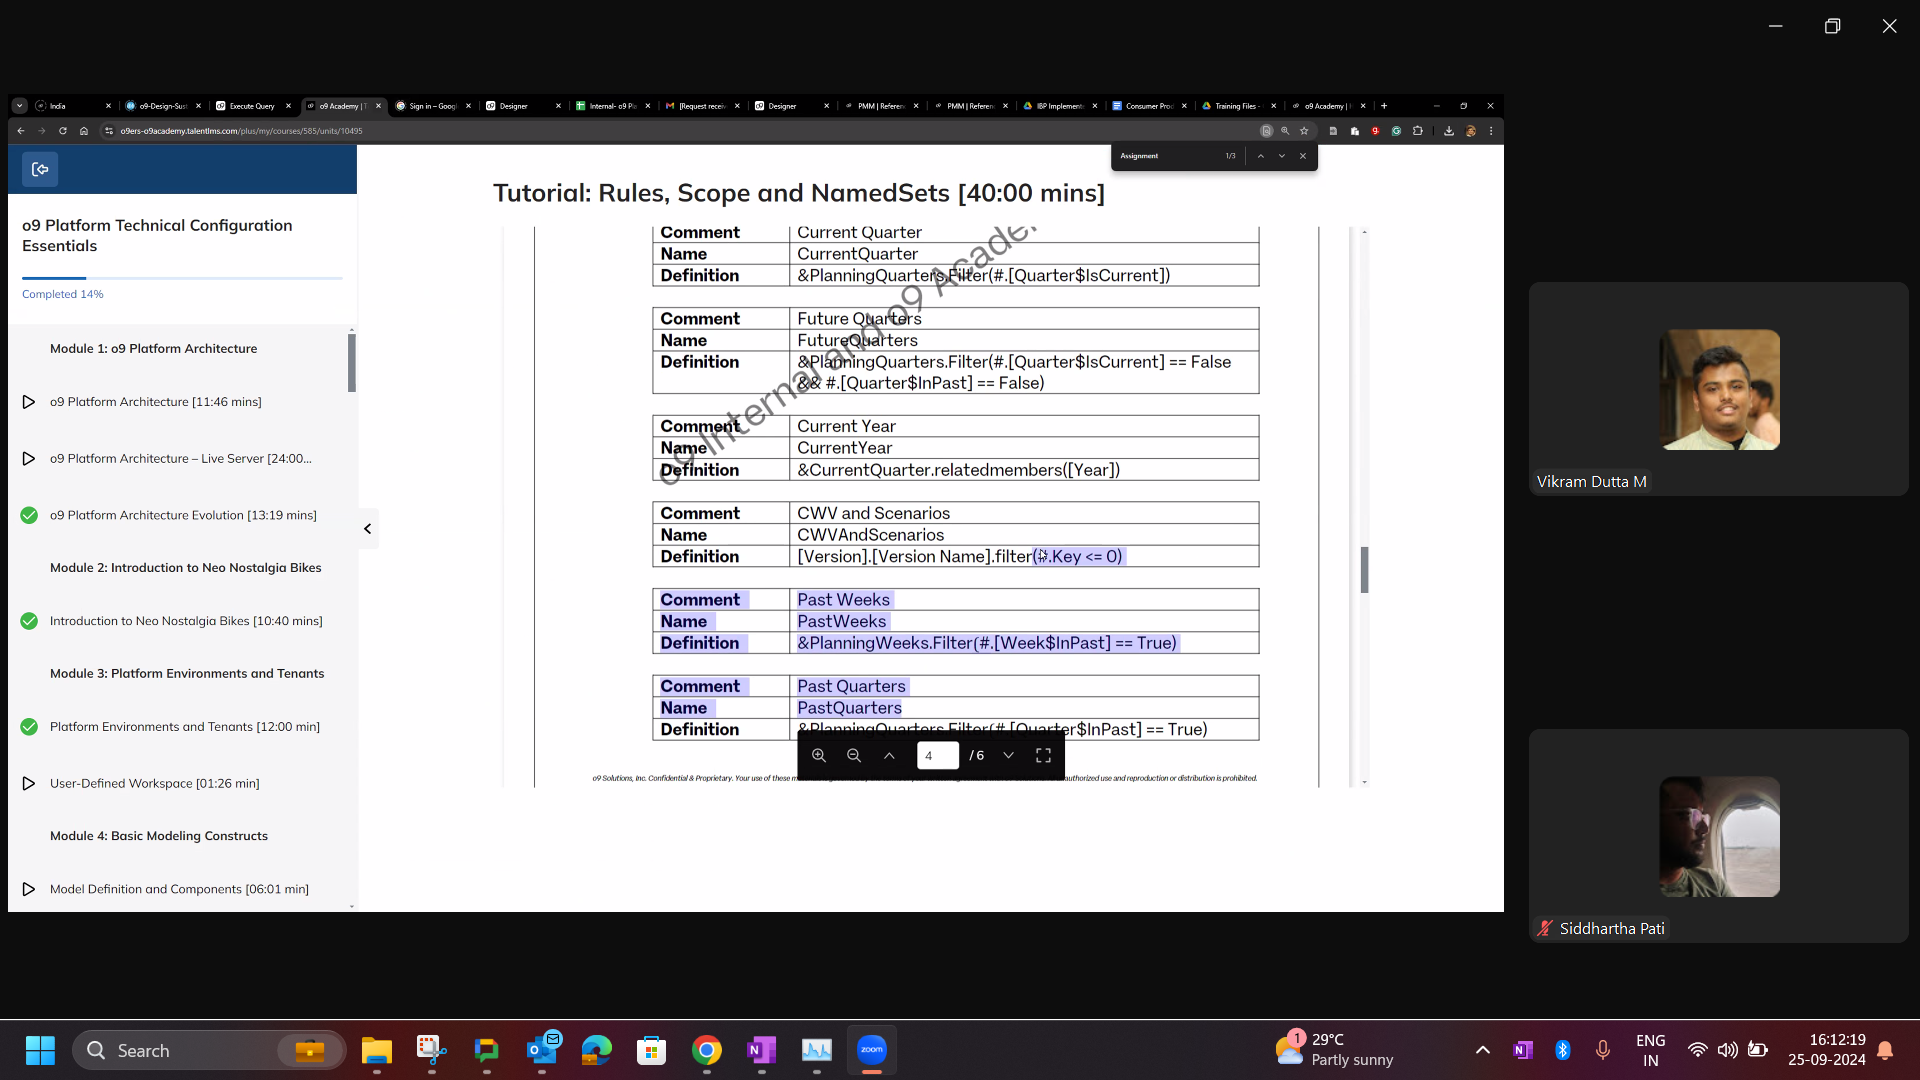 India
o9-Design-Sust
Execute Query
o9 Academy | T
Sign in – Googl
Designer
Internal- o9 Pl
[Request receiv
Designer
PMM | Referen
PMM | Referen
IBP Implement
Consumer Prod
Training Files -
o9 Academy | H
o9ers-o9academy.talentlms.com/plus/my/courses/585/units/10495
Assignment
1/3
o9 Platform Technical Configuration
Essentials
Completed 14%
Module 1: o9 Platform Architecture
o9 Platform Architecture [11:46 mins]
o9 Platform Architecture – Live Server [24:00...
o9 Platform Architecture Evolution [13:19 mins]
Module 2: Introduction to Neo Nostalgia Bikes
Introduction to Neo Nostalgia Bikes [10:40 mins]
Module 3: Platform Environments and Tenants
Platform Environments and Tenants [12:00 min]
User-Defined Workspace [01:26 min]
Module 4: Basic Modeling Constructs
Model Definition and Components [06:01 min]
Tutorial: Rules, Scope and NamedSets [40:00 mins]
Comment Current Quarter
Name CurrentQuarter
Definition &PlanningQuarters.Filter(#.[Quarter$IsCurrent])
Comment Future Quarters
Name FutureQuarters
Definition &PlanningQuarters.Filter(#.[Quarter$IsCurrent] == False
&& #.[Quarter$InPast] == False)
Comment Current Year
Name CurrentYear
Definition &CurrentQuarter.relatedmembers([Year])
Comment CWV and Scenarios
Name CWVAndScenarios
Definition [Version].[Version Name].filter(#.Key <= 0)
Comment Past Weeks
Name PastWeeks
Definition &PlanningWeeks.Filter(#.[Week$InPast] == True)
Comment Past Quarters
Name PastQuarters
Definition &PlanningQuarters.Filter(#.[Quarter$InPast] == True)
o9 Internal and o9 Academ
4 / 6
o9 Solutions, Inc. Confidential & Proprietary. Your use of these
authorized use and reproduction or distribution is prohibited.
Vikram Dutta M
Siddhartha Pati
Search
zoom
1
29°C
Partly sunny
ENG
IN
16:12:19
25-09-2024